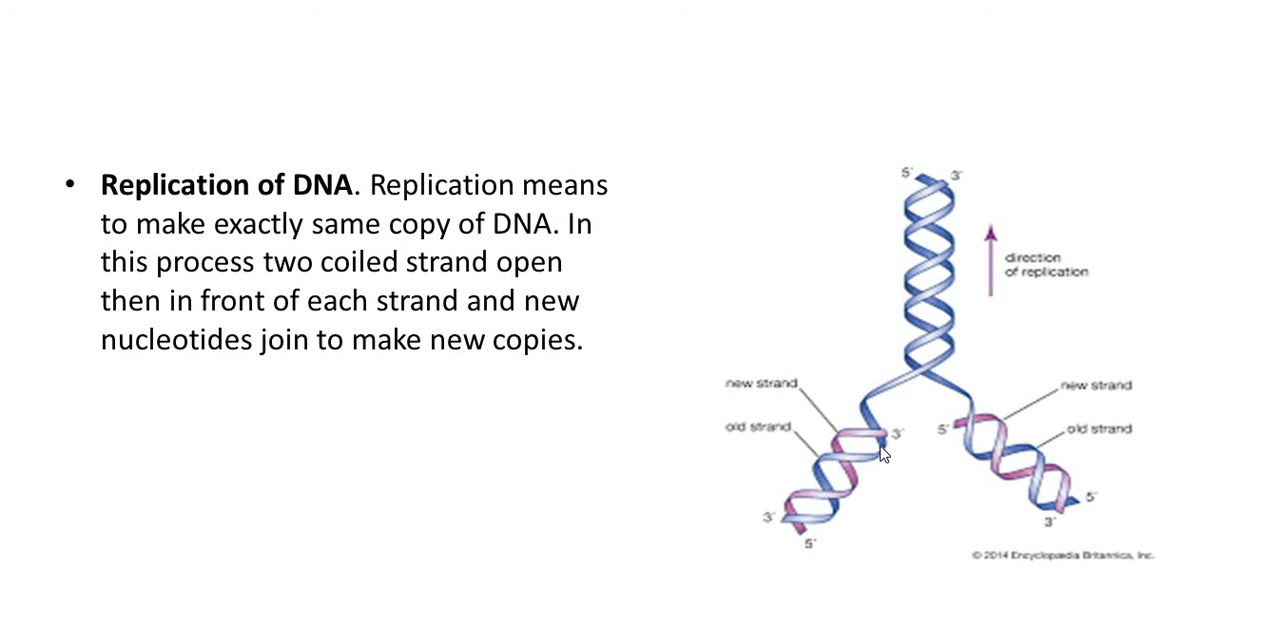 • Replication of DNA. Replication means
to make exactly same copy of DNA. In
this process two coiled strand open
then in front of each strand and new
nucleotides join to make new copies.
5' 3'
direction
of replication
new strand
old strand
3'
3'
5'
new strand
5'
old strand
5'
3'
© 2014 Encyclopædia Britannica, Inc.